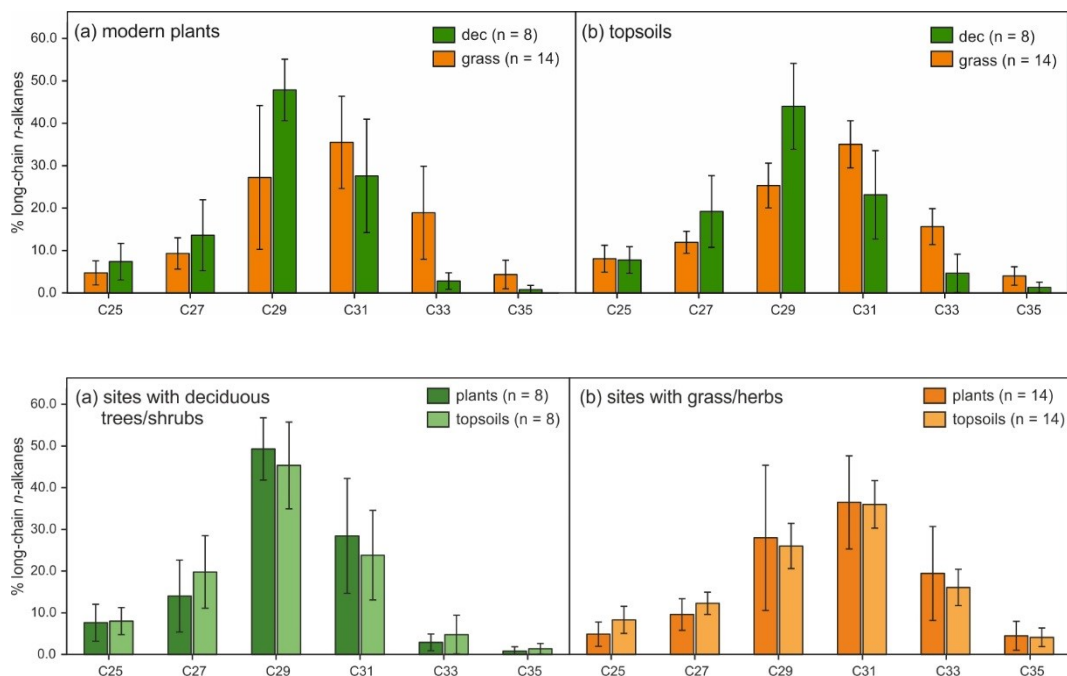 (a) modern plants
dec (n = 8)
grass (n = 14)
(b) topsoils
dec (n = 8)
grass (n = 14)
% long-chain n-alkanes
60.0
50.0
40.0
30.0
20.0
10.0
0.0
C25 C27 C29 C31 C33 C35 C25 C27 C29 C31 C33 C35
(a) sites with deciduous
trees/shrubs
plants (n = 8)
topsoils (n = 8)
(b) sites with grass/herbs
plants (n = 14)
topsoils (n = 14)
% long-chain n-alkanes
60.0
50.0
40.0
30.0
20.0
10.0
0.0
C25 C27 C29 C31 C33 C35 C25 C27 C29 C31 C33 C35